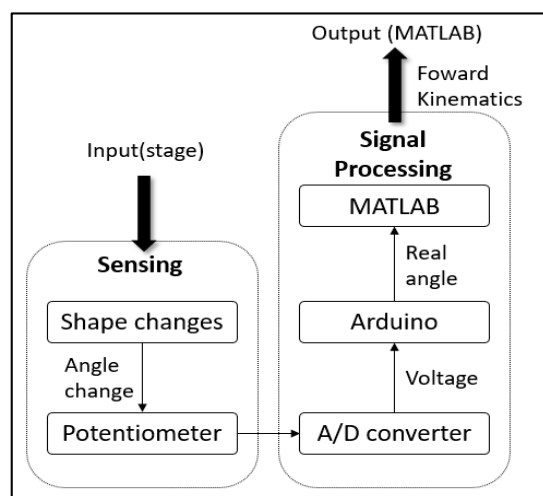 Output (MATLAB)
Foward
Kinematics
Input(stage)
Signal
Processing
MATLAB
Sensing
Real
angle
Shape changes
Arduino
Angle
change
Voltage
Potentiometer
A/D converter